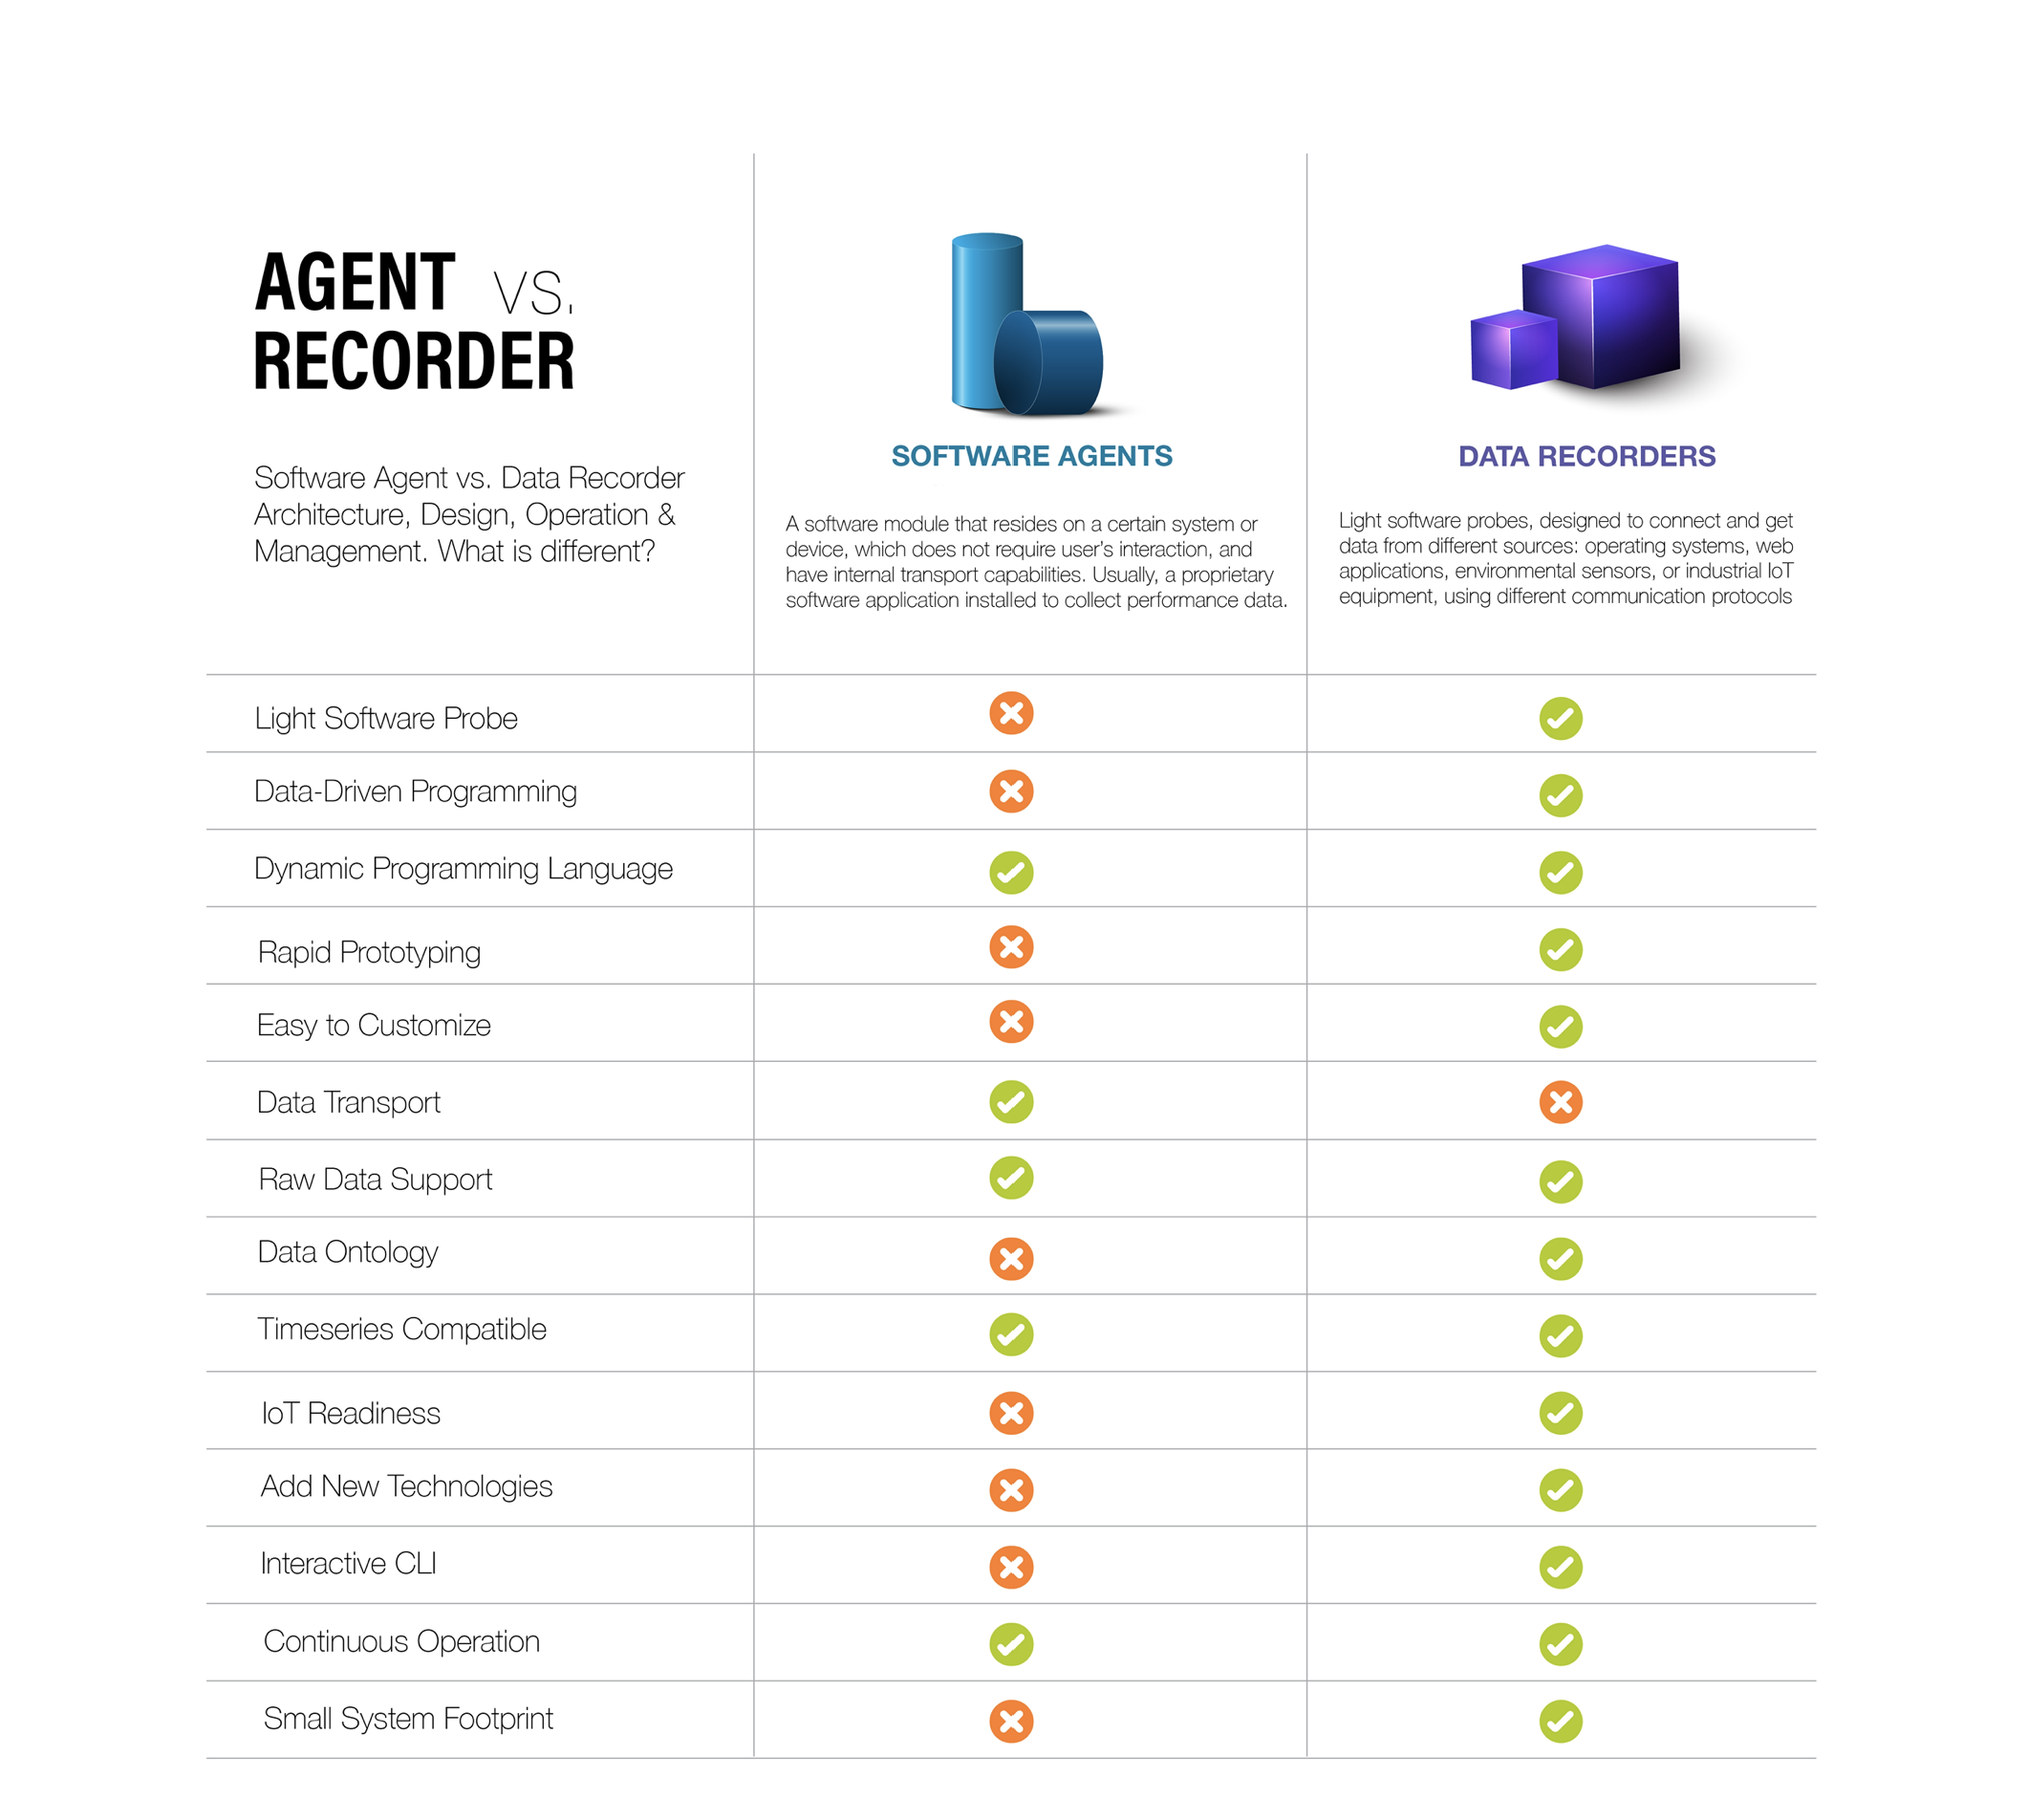 AGENT VS.
RECORDER
Software Agent vs. Data Recorder
Architecture, Design, Operation &
Management. What is different?
SOFTWARE AGENTS
A software module that resides on a certain system or
device, which does not require user's interaction, and
have internal transport capabilities. Usually, a proprietary
software application installed to collect performance data.
DATA RECORDERS
Light software probes, designed to connect and get
data from different sources: operating systems, web
applications, environmental sensors, or industrial IoT
equipment, using different communication protocols
Light Software Probe
Data-Driven Programming
Dynamic Programming Language
Rapid Prototyping
Easy to Customize
Data Transport
Raw Data Support
Data Ontology
Timeseries Compatible
IoT Readiness
Add New Technologies
Interactive CLI
Continuous Operation
Small System Footprint